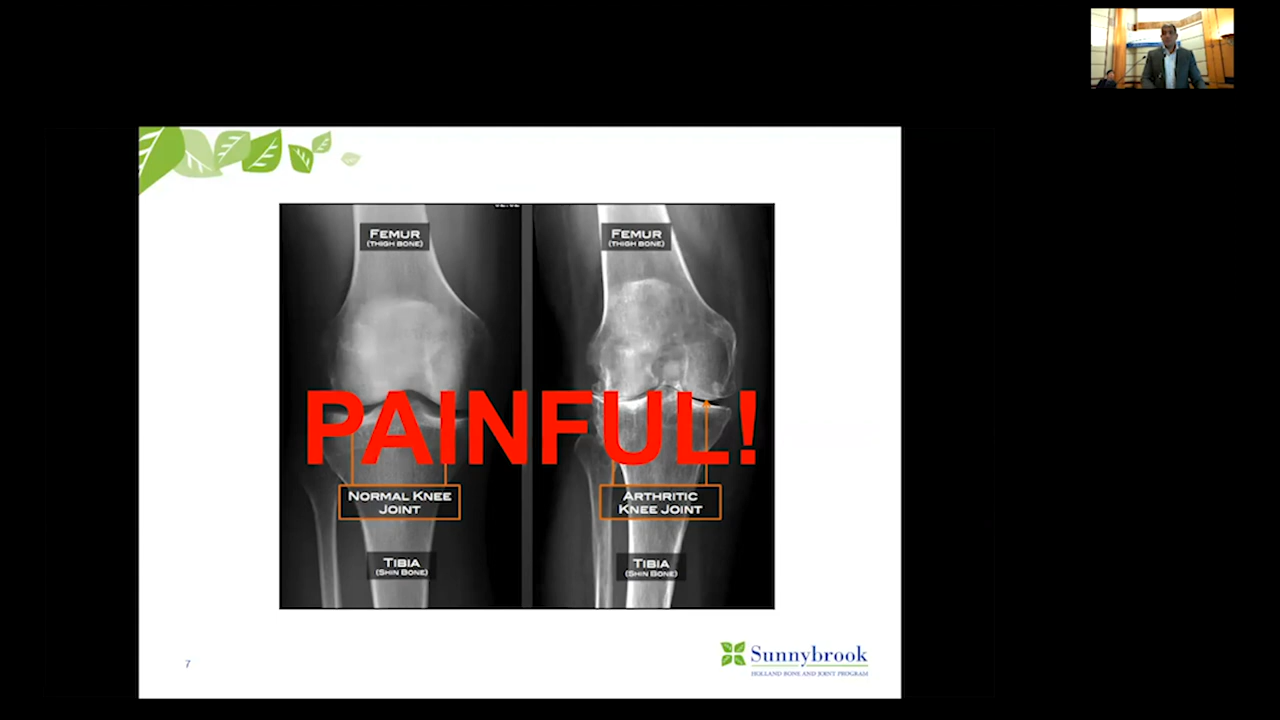 FEMUR
(THIGH BONE)
FEMUR
(THIGH BONE)
PAINFUL!
NORMAL KNEE
JOINT
ARTHRITIC
KNEE JOINT
TIBIA
(SHIN BONE)
TIBIA
(SHIN BONE)
7
Sunnybrook
HOLLAND BONE AND JOINT PROGRAM